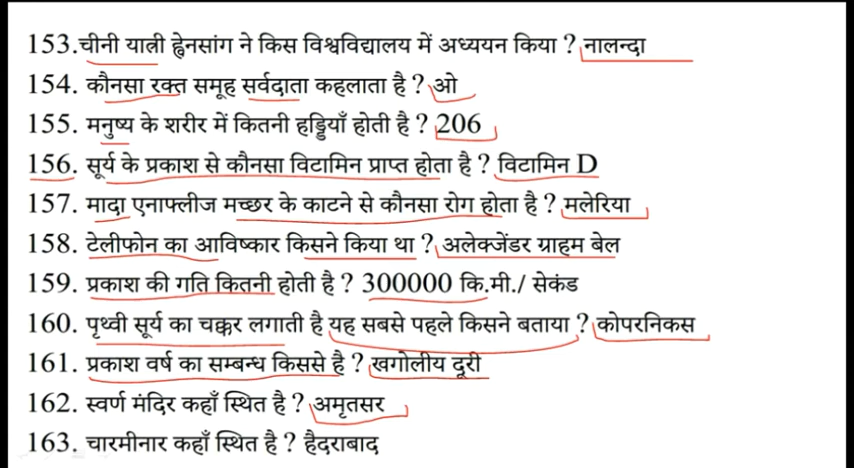 153.चीनी यात्री ह्वेनसांग ने किस विश्वविद्यालय में अध्ययन किया ? नालन्दा
154. कौनसा रक्त समूह सर्वदाता कहलाता है ? ओ
155. मनुष्य के शरीर में कितनी हड्डियाँ होती है ? 206
156. सूर्य के प्रकाश से कौनसा विटामिन प्राप्त होता है ? विटामिन D
157. मादा एनाफ्लीज मच्छर के काटने से कौनसा रोग होता है ? मलेरिया
158. टेलीफोन का आविष्कार किसने किया था ? अलेक्जेंडर ग्राहम बेल
159. प्रकाश की गति कितनी होती है ? 300000 कि.मी./ सेकंड
160. पृथ्वी सूर्य का चक्कर लगाती है यह सबसे पहले किसने बताया ? कोपरनिकस
161. प्रकाश वर्ष का सम्बन्ध किससे है ? खगोलीय दूरी
162. स्वर्ण मंदिर कहाँ स्थित है ? अमृतसर
163. चारमीनार कहाँ स्थित है ? हैदराबाद